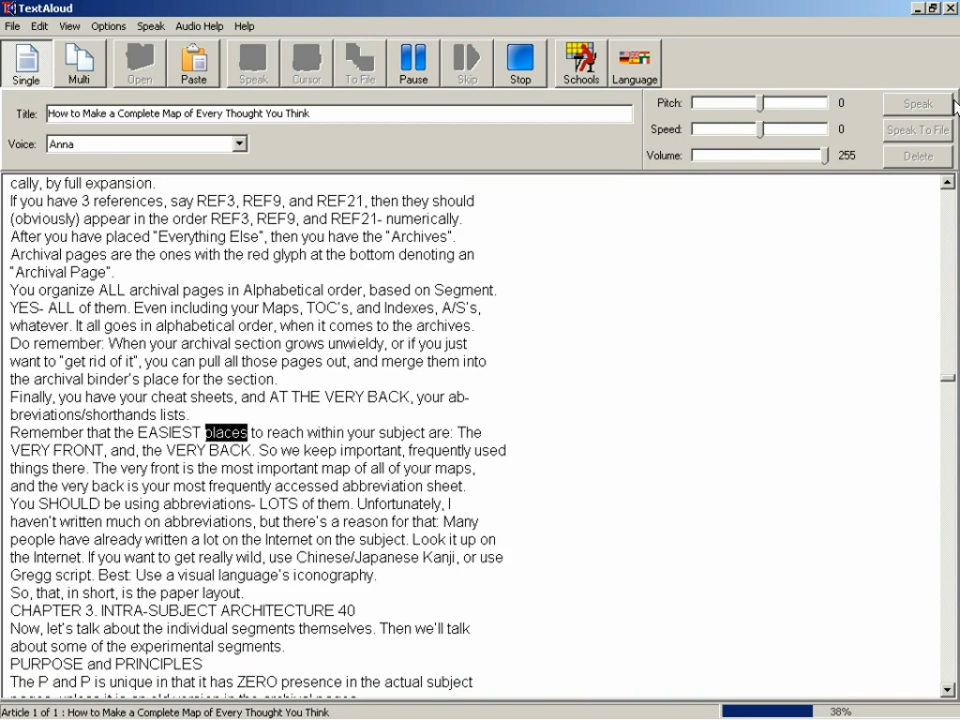 TextAloud
File Edit View Options Speak Audio Help Help
Single Multi Open Paste Speak Cursor To File Pause Skip Stop Schools Language
Title: How to Make a Complete Map of Every Thought You Think
Voice: Anna
Pitch: 0 Speak
Speed: 0 Speak To File
Volume: 255 Delete
cally, by full expansion.
If you have 3 references, say REF3, REF9, and REF21, then they should
(obviously) appear in the order REF3, REF9, and REF21- numerically.
After you have placed "Everything Else", then you have the "Archives".
Archival pages are the ones with the red glyph at the bottom denoting an
"Archival Page".
You organize ALL archival pages in Alphabetical order, based on Segment.
YES- ALL of them. Even including your Maps, TOC's, and Indexes, A/S's,
whatever. It all goes in alphabetical order, when it comes to the archives.
Do remember: When your archival section grows unwieldy, or if you just
want to "get rid of it", you can pull all those pages out, and merge them into
the archival binder's place for the section.
Finally, you have your cheat sheets, and AT THE VERY BACK, your ab-
breviations/shorthands lists.
Remember that the EASIEST places to reach within your subject are: The
VERY FRONT, and, the VERY BACK. So we keep important, frequently used
things there. The very front is the most important map of all of your maps,
and the very back is your most frequently accessed abbreviation sheet.
You SHOULD be using abbreviations- LOTS of them. Unfortunately, I
haven't written much on abbreviations, but there's a reason for that: Many
people have already written a lot on the Internet on the subject. Look it up on
the Internet. If you want to get really wild, use Chinese/Japanese Kanji, or use
Gregg script. Best: Use a visual language's iconography.
So, that, in short, is the paper layout.
CHAPTER 3. INTRA-SUBJECT ARCHITECTURE 40
Now, let's talk about the individual segments themselves. Then we'll talk
about some of the experimental segments.
PURPOSE and PRINCIPLES
The P and P is unique in that it has ZERO presence in the actual subject
pages, unless it is an old version in the archival pages.
Article 1 of 1 : How to Make a Complete Map of Every Thought You Think 38%